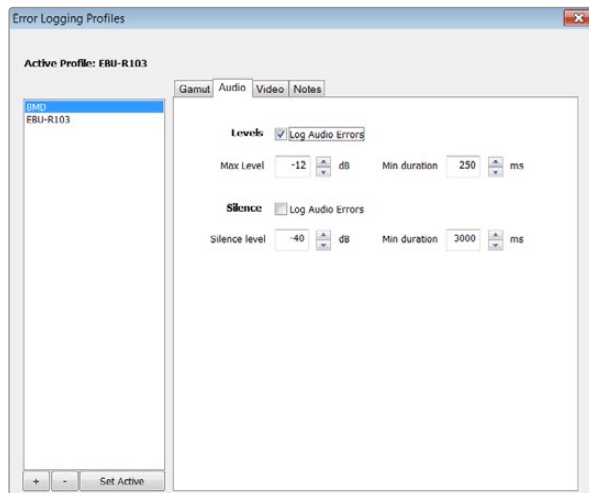 Error Logging Profiles
Active Profile: EBU-R103
BMD
EBU-R103
Gamut Audio Video Notes
Levels Log Audio Errors
Max Level -12 dB Min duration 250 ms
Silence Log Audio Errors
Silence level -40 dB Min duration 3000 ms
+ - Set Active